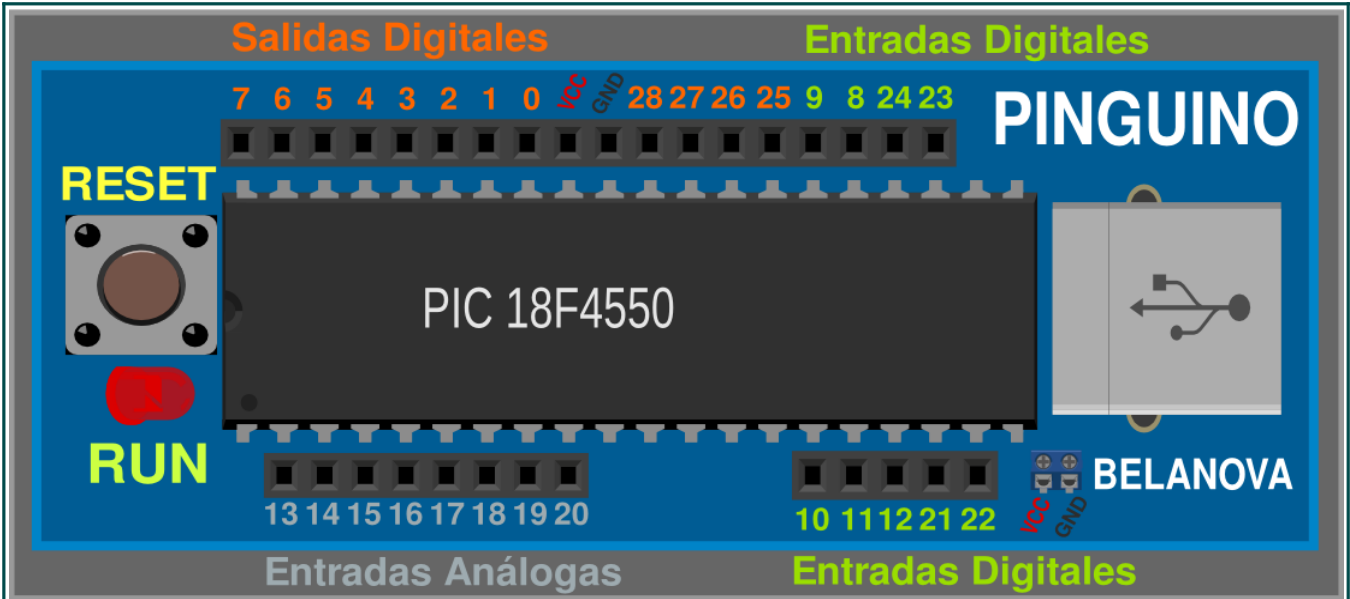 Salidas Digitales
Entradas Digitales
7 6 5 4 3 2 1 0 VCC GND 28 27 26 25 9 8 24 23
PINGUINO
RESET
PIC 18F4550
RUN
BELANOVA
13 14 15 16 17 18 19 20
10 11 12 21 22
VCC GND
Entradas Análogas
Entradas Digitales